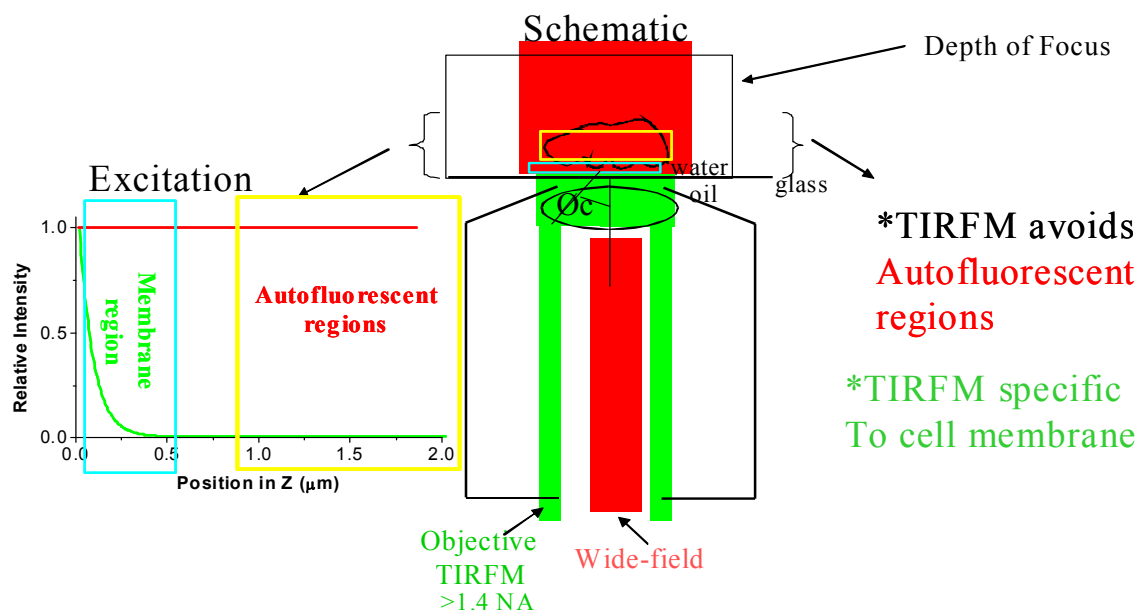 Schematic
Depth of Focus
Excitation
water
oil
glass
Øc
1.0
0.5
0.0
Relative Intensity
Membrane
region
Autofluorescent
regions
0.0 0.5 1.0 1.5 2.0
Position in Z (μm)
*TIRFM avoids
Autofluorescent
regions
*TIRFM specific
To cell membrane
Objective
TIRFM
>1.4 NA
Wide-field